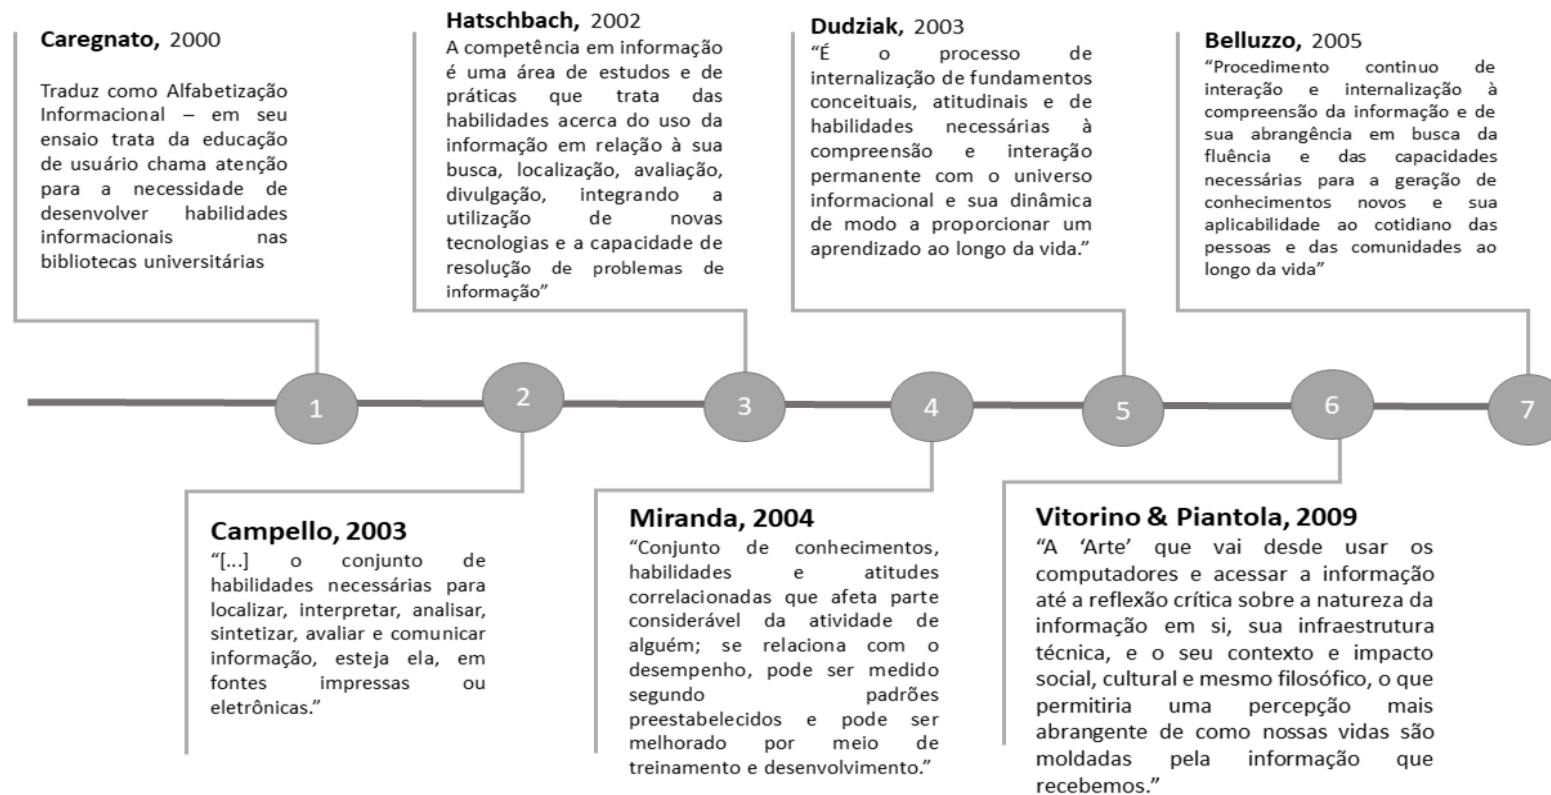 Caregnato, 2000
Traduz como Alfabetização
Informacional – em seu
ensaio trata da educação
de usuário chama atenção
para a necessidade de
desenvolver habilidades
informacionais nas
bibliotecas universitárias
Hatschbach, 2002
A competência em informação
é uma área de estudos e de
práticas que trata das
habilidades acerca do uso da
informação em relação à sua
busca, localização, avaliação,
divulgação, integrando a
utilização de novas
tecnologias e a capacidade de
resolução de problemas de
informação”
Dudziak, 2003
“É o processo de
internalização de fundamentos
conceituais, atitudinais e de
habilidades necessárias à
compreensão e interação
permanente com o universo
informacional e sua dinâmica
de modo a proporcionar um
aprendizado ao longo da vida.”
Belluzzo, 2005
“Procedimento continuo de
interação e internalização à
compreensão da informação e de
sua abrangência em busca da
fluência e das capacidades
necessárias para a geração de
conhecimentos novos e sua
aplicabilidade ao cotidiano das
pessoas e das comunidades ao
longo da vida”
1
2
3
4
5
6
7
Campello, 2003
“[...] o conjunto de
habilidades necessárias para
localizar, interpretar, analisar,
sintetizar, avaliar e comunicar
informação, esteja ela, em
fontes impressas ou
eletrônicas.”
Miranda, 2004
“Conjunto de conhecimentos,
habilidades e atitudes
correlacionadas que afeta parte
considerável da atividade de
alguém; se relaciona com o
desempenho, pode ser medido
segundo padrões
preestabelecidos e pode ser
melhorado por meio de
treinamento e desenvolvimento.”
Vitorino & Piantola, 2009
“A ‘Arte’ que vai desde usar os
computadores e acessar a informação
até a reflexão crítica sobre a natureza da
informação em si, sua infraestrutura
técnica, e o seu contexto e impacto
social, cultural e mesmo filosófico, o que
permitiria uma percepção mais
abrangente de como nossas vidas são
moldadas pela informação que
recebemos.”